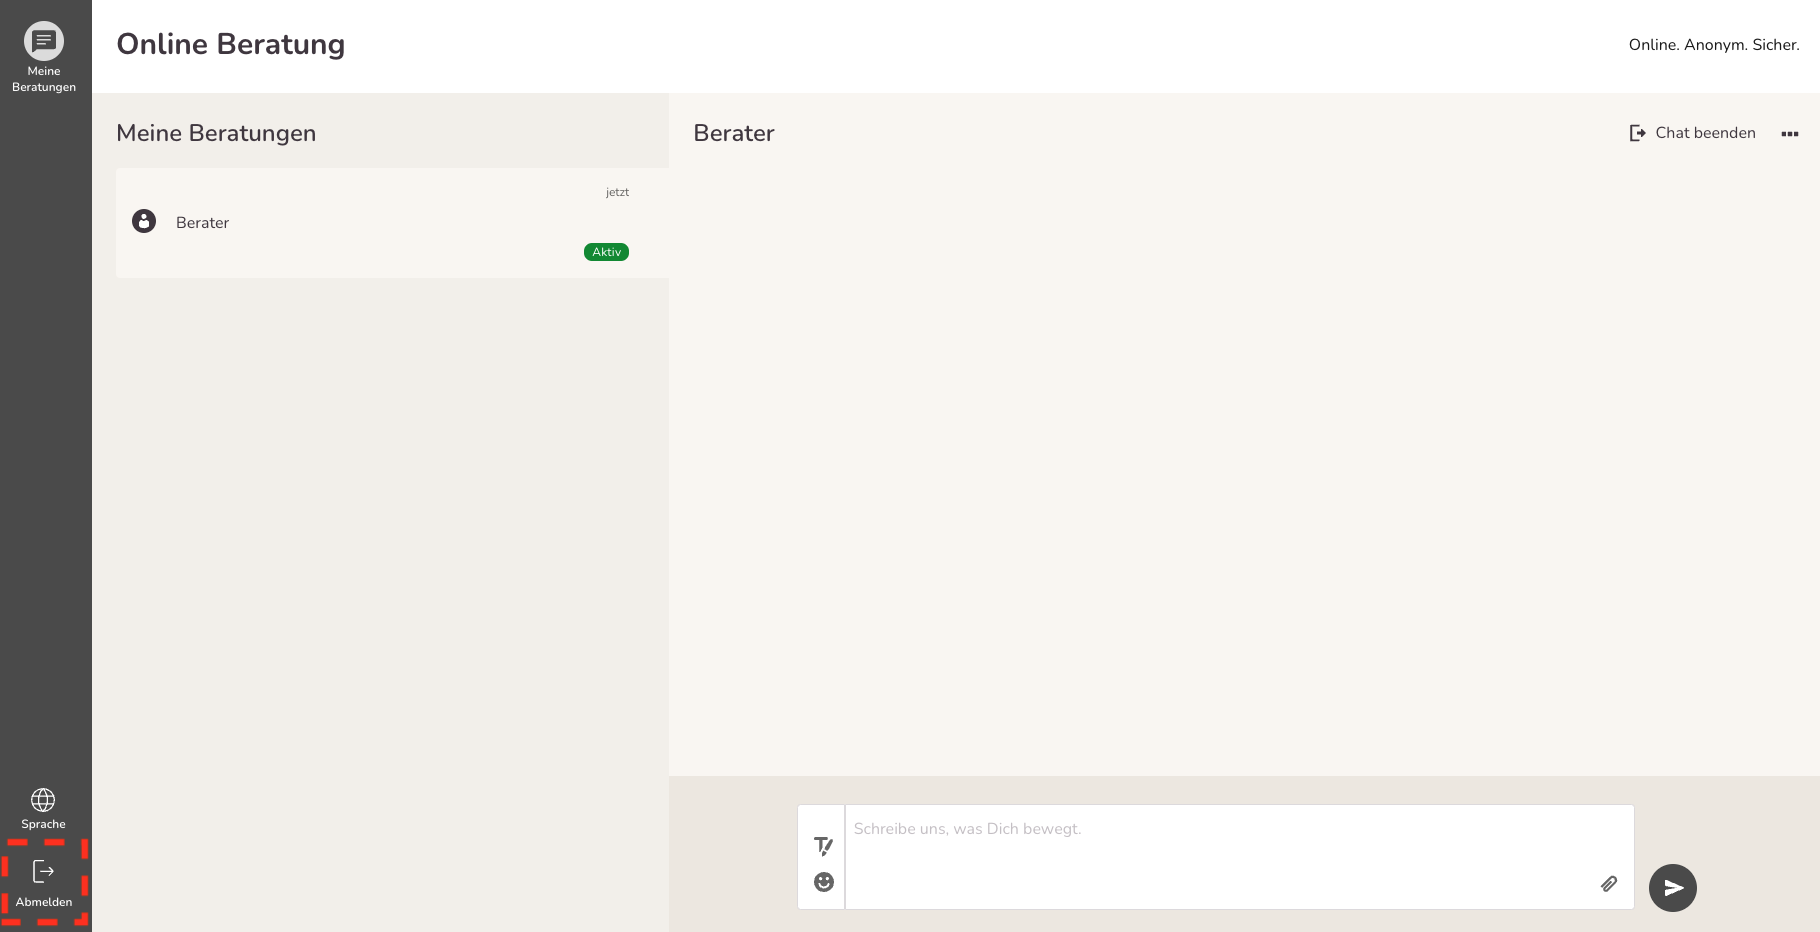 Meine
Beratungen
Online Beratung
Online. Anonym. Sicher.
Meine Beratungen
jetzt
Berater
Aktiv
Berater
Chat beenden
Schreibe uns, was Dich bewegt.
Sprache
Abmelden